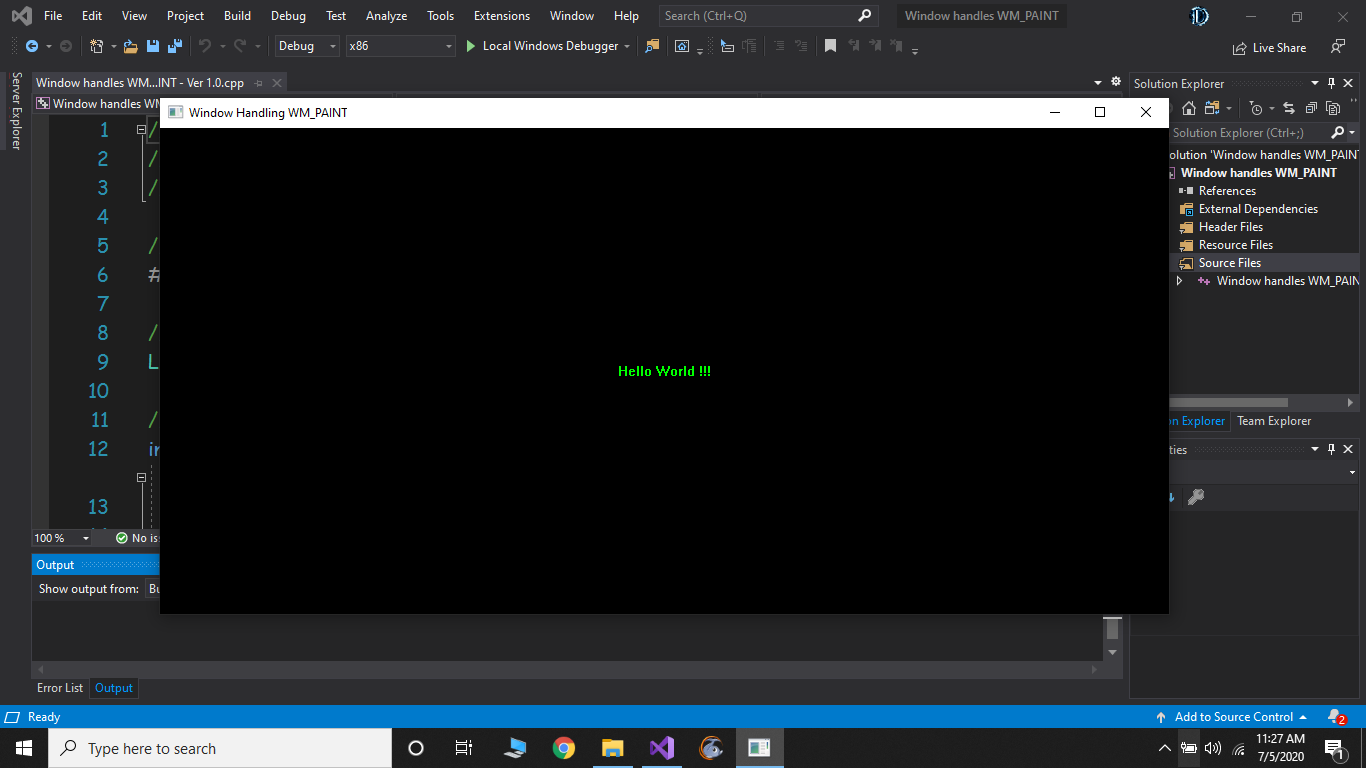 File Edit View Project Build Debug Test Analyze Tools Extensions Window Help Search (Ctrl+Q) Window handles WM_PAINT
Debug x86 Local Windows Debugger Live Share
Server Explorer
Window handles WM...INT - Ver 1.0.cpp
Solution Explorer
Window handles WM
Window Handling WM_PAINT
Solution Explorer (Ctrl+;)
olution 'Window handles WM_PAINT
Window handles WM_PAINT
References
External Dependencies
Header Files
Resource Files
Source Files
Window handles WM_PAIN
1 /
2 /
3 /
4
5 /
6 #
7
8 /
9 L
10
11 /
12 in
13
Hello World !!!
on Explorer Team Explorer
ties
100 % No is
Output
Show output from: Bu
Error List Output
Ready Add to Source Control 2
Type here to search
11:27 AM
7/5/2020
1